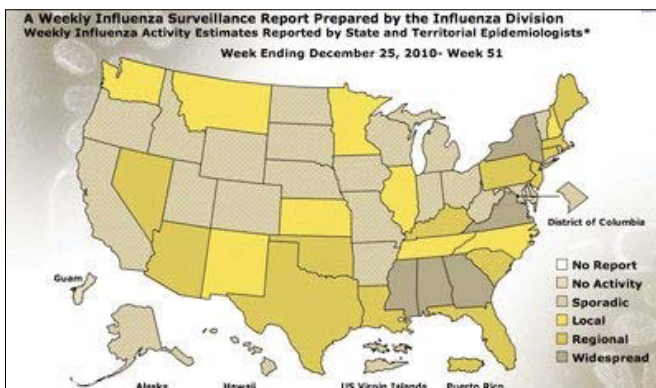 A Weekly Influenza Surveillance Report Prepared by the Influenza Division
Weekly Influenza Activity Estimates Reported by State and Territorial Epidemiologists*
Week Ending December 25, 2010- Week 51
District of Columbia
Guam
No Report
No Activity
Sporadic
Local
Regional
Widespread
Alaska
Hawaii
US Virgin Islands
Puerto Rico